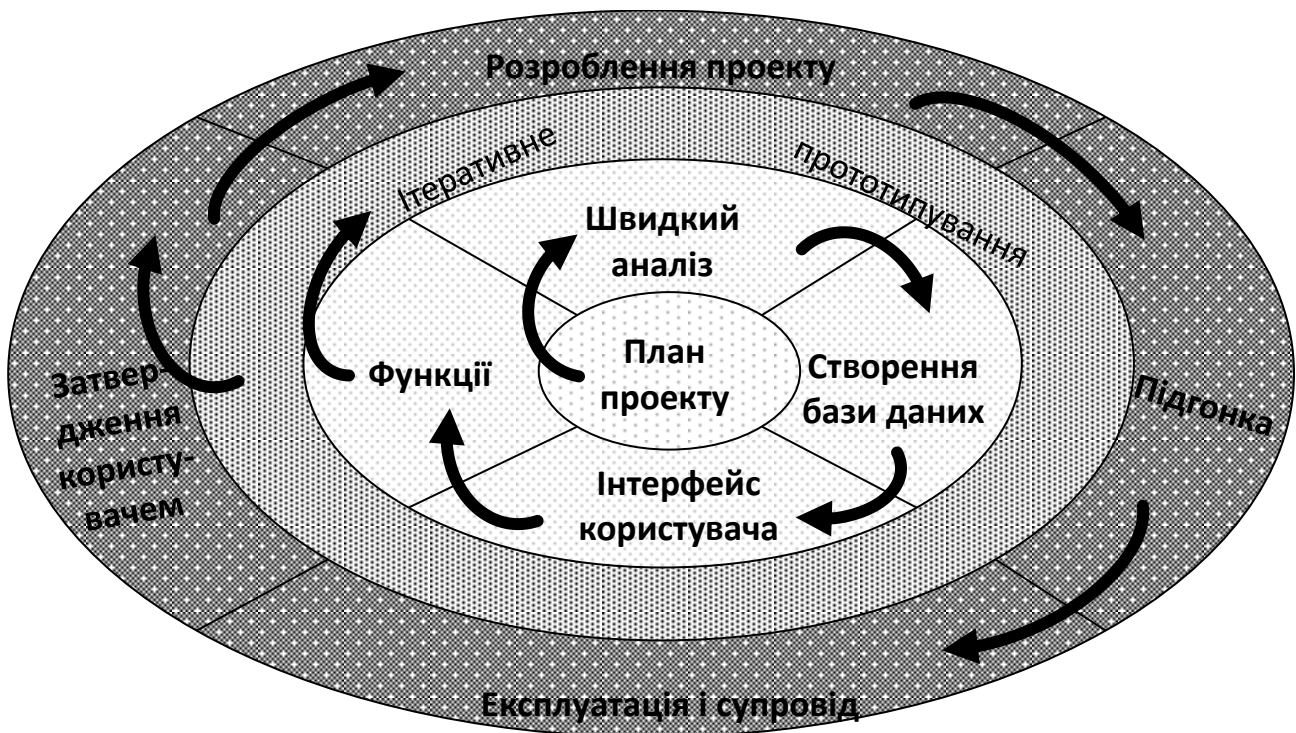 Розроблення проекту
Ітеративне
прототипування
Швидкий
аналіз
План
проекту
Створення
бази даних
Інтерфейс
користувача
Функції
Затвер-
дження
користу-
вачем
Підгонка
Експлуатація і супровід